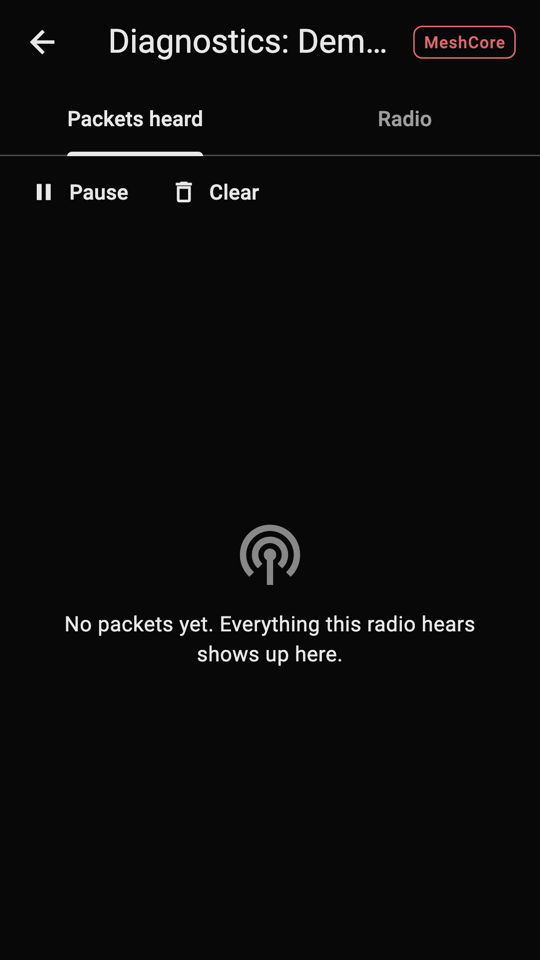 Diagnostics: Dem...
MeshCore
Packets heard
Radio
Pause
Clear
No packets yet. Everything this radio hears
shows up here.